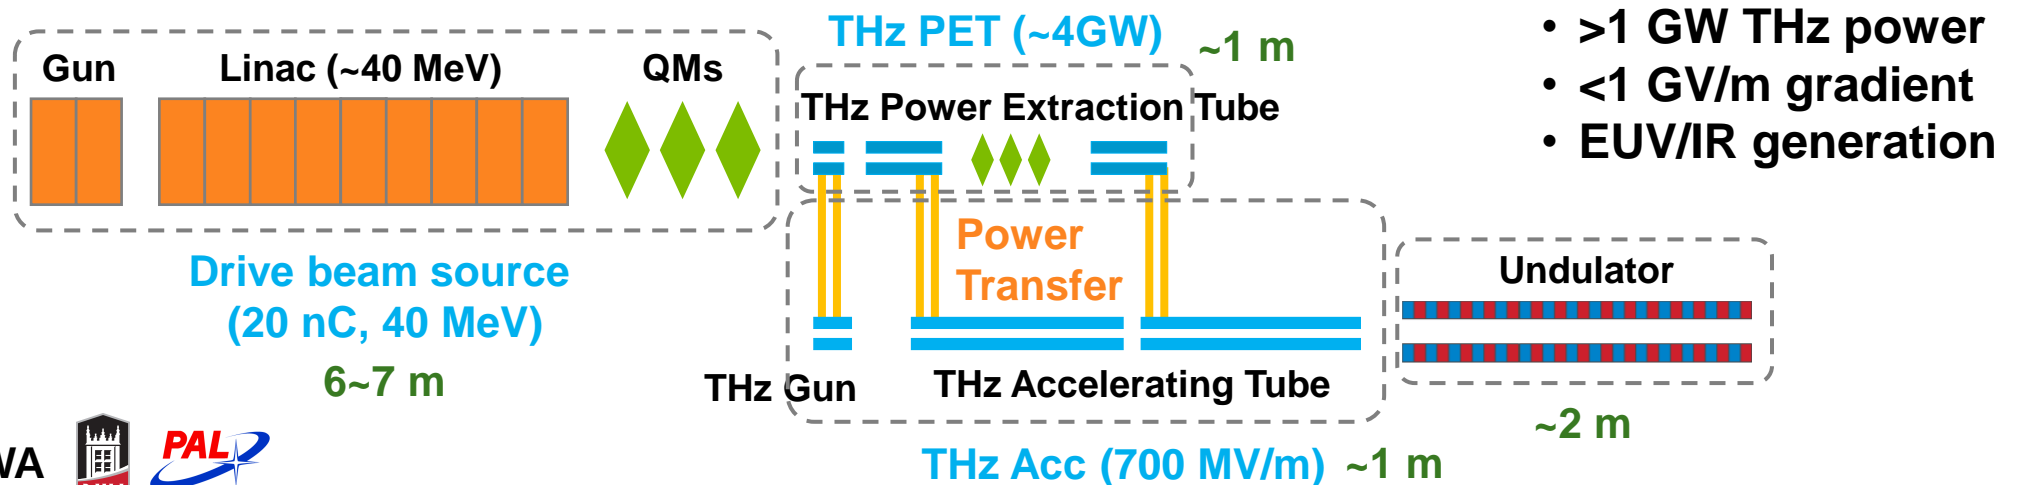 Gun
Linac (~40 MeV)
QMs
Drive beam source
(20 nC, 40 MeV)
6~7 m
THz PET (~4GW)
~1 m
THz Power Extraction Tube
Power
Transfer
THz Gun
THz Accelerating Tube
THz Acc (700 MV/m) ~1 m
Undulator
~2 m
• >1 GW THz power
• <1 GV/m gradient
• EUV/IR generation
PAL